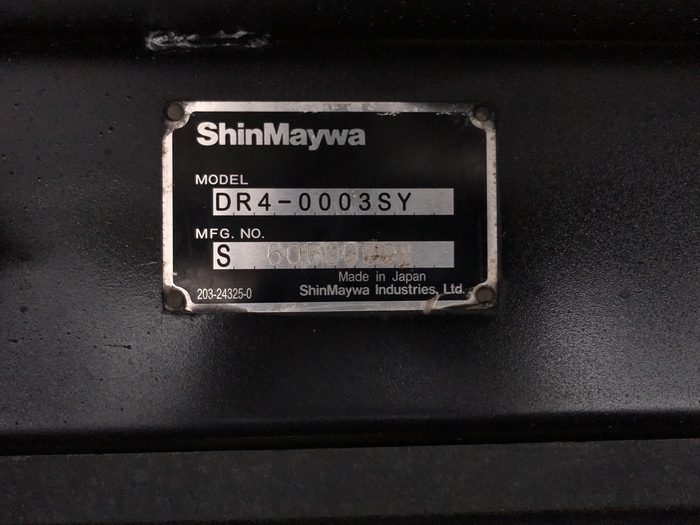 ShinMaywa
MODEL
DR4-0003SY
MFG. NO.
S
Made in Japan
203-24325-0 ShinMaywa Industries, Ltd.